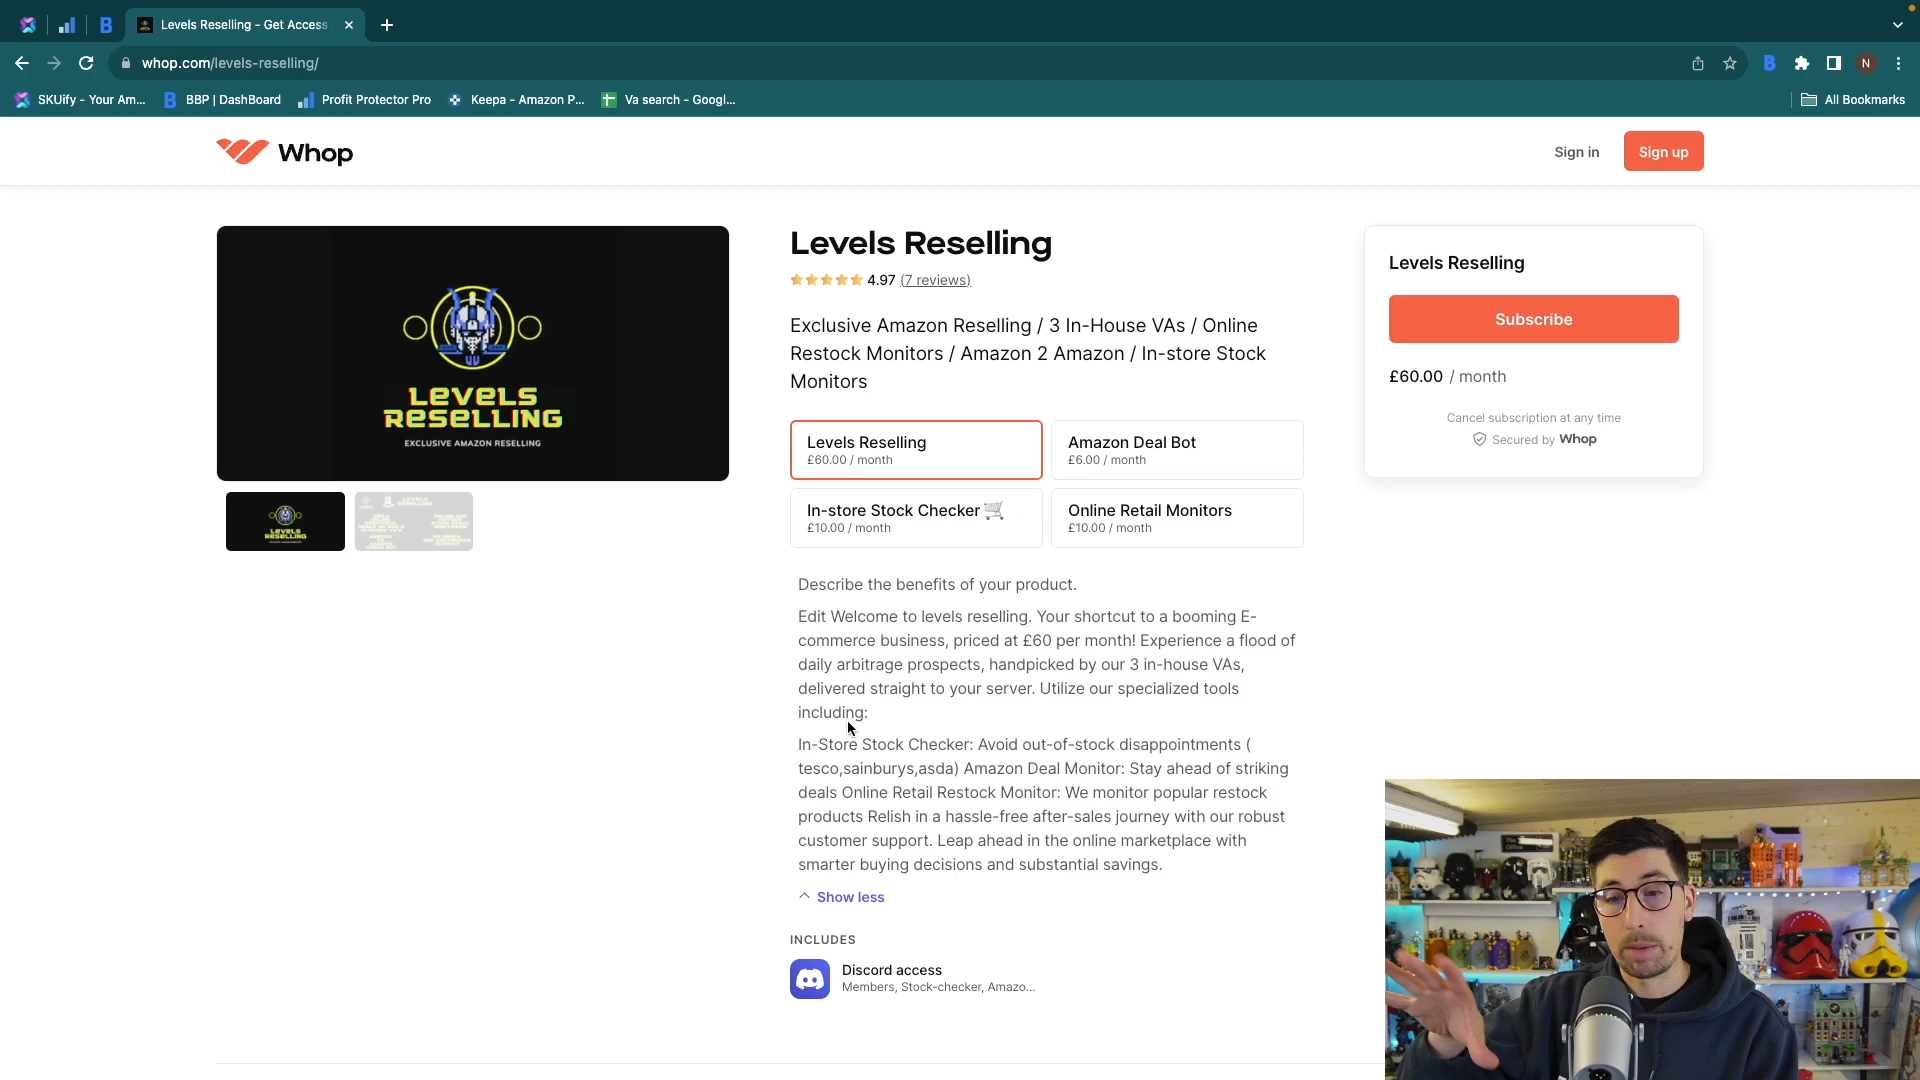 Levels Reselling - Get Access
whop.com/levels-reselling/
N
SKUify - Your Am...
BBP | DashBoard
Profit Protector Pro
Keepa - Amazon P...
Va search - Googl...
All Bookmarks
Whop
Sign in
Sign up
LEVELS
RESELLING
EXCLUSIVE AMAZON RESELLING
LEVELS
RESELLING
Levels Reselling
4.97 (7 reviews)
Exclusive Amazon Reselling / 3 In-House VAs / Online
Restock Monitors / Amazon 2 Amazon / In-store Stock
Monitors
Levels Reselling
£60.00 / month
Amazon Deal Bot
£6.00 / month
In-store Stock Checker 🛒
£10.00 / month
Online Retail Monitors
£10.00 / month
Describe the benefits of your product.
Edit Welcome to levels reselling. Your shortcut to a booming E-
commerce business, priced at £60 per month! Experience a flood of
daily arbitrage prospects, handpicked by our 3 in-house VAs,
delivered straight to your server. Utilize our specialized tools
including:
In-Store Stock Checker: Avoid out-of-stock disappointments (
tesco,sainburys,asda) Amazon Deal Monitor: Stay ahead of striking
deals Online Retail Restock Monitor: We monitor popular restock
products Relish in a hassle-free after-sales journey with our robust
customer support. Leap ahead in the online marketplace with
smarter buying decisions and substantial savings.
Show less
INCLUDES
Discord access
Members, Stock-checker, Amazo...
Levels Reselling
Subscribe
£60.00 / month
Cancel subscription at any time
Secured by Whop